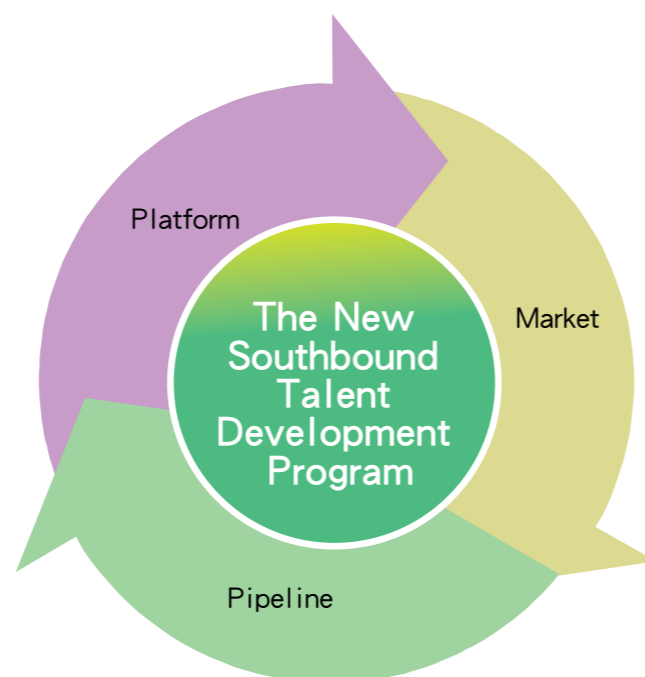 Platform
Market
The New
Southbound
Talent
Development
Program
Pipeline